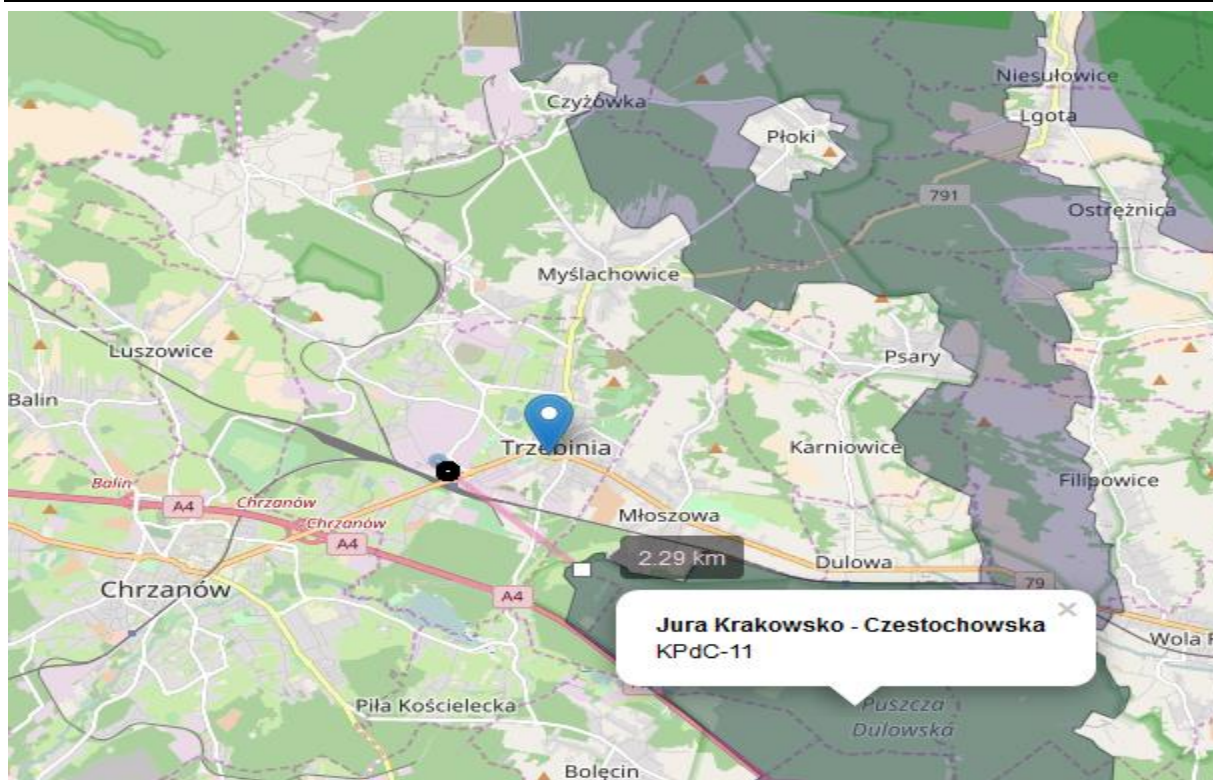 Niesułowice
Czyżówka
Lgota
Płoki
791
Ostrężnica
Myślachowice
Luszowice
Psary
Balin
Trzebinia
Karniowice
Balin
Filipowice
A4
Chrzanów
Młoszowa
Chrzanów
A4
2.29 km
Dulowa
Chrzanów
79
A4
Jura Krakowsko - Czestochowska
×
KPdC-11
Wola F
Piła Kościelecka
Puszcza
Dulowska
Bolęcin